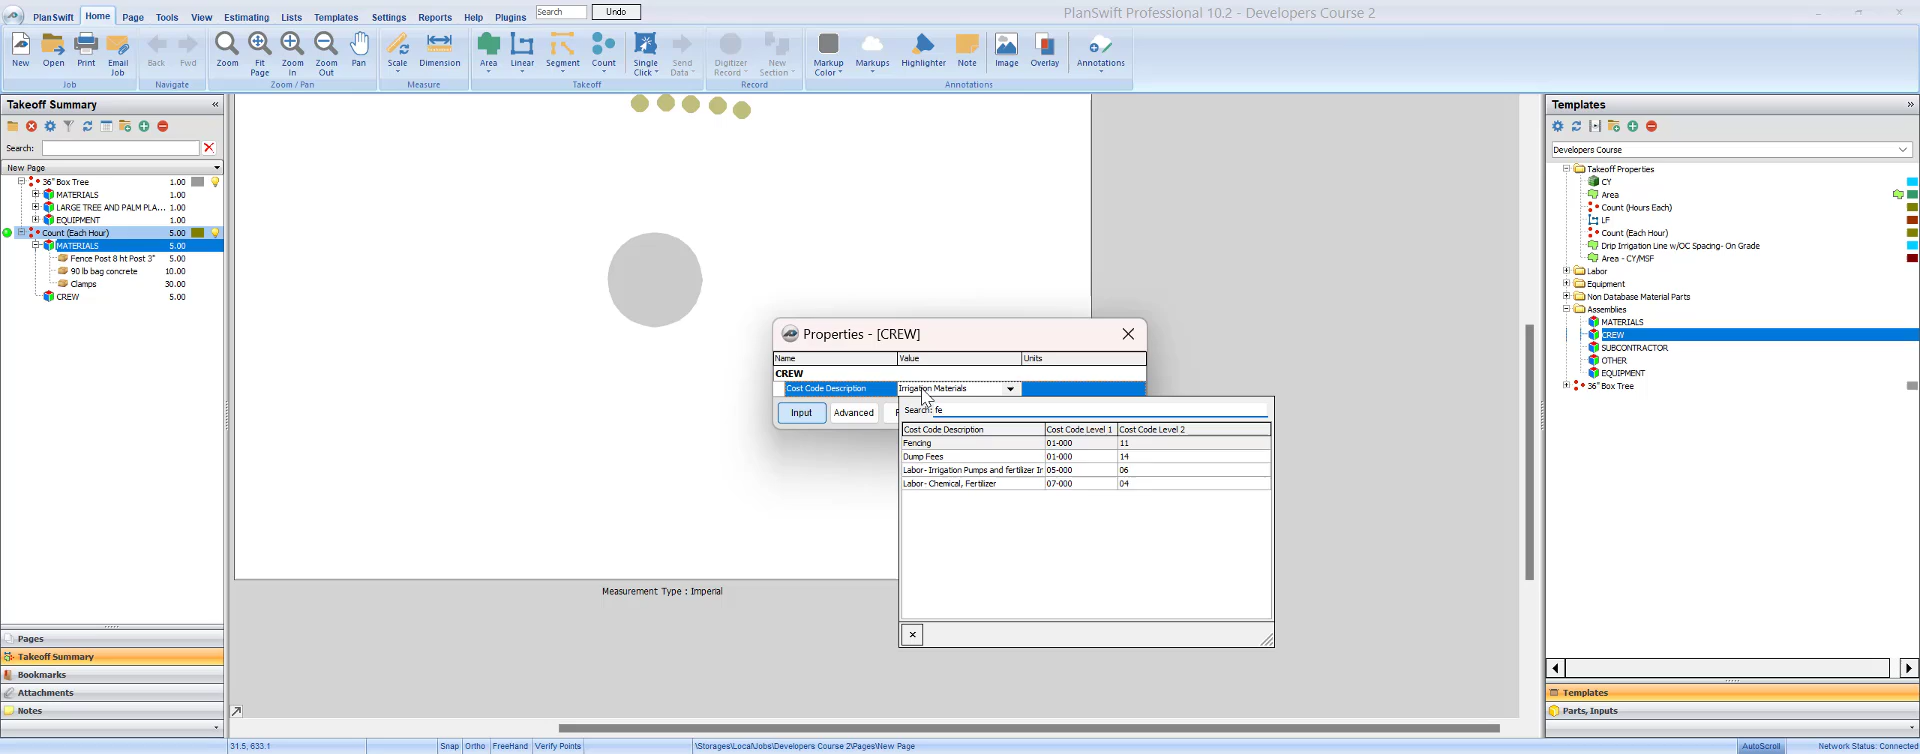 PlanSwift Home Page Tools View Estimating Lists Templates Settings Reports Help Plugins Search Undo
PlanSwift Professional 10.2 - Developers Course 2
New Open Print Email Job
Job
Back Fwd
Navigate
Zoom Fit Page Zoom In Zoom Out Pan
Zoom / Pan
Scale Dimension
Measure
Area Linear Segment Count Single Click Send Data
Takeoff
Digitizer Record New Section
Record
Markup Color Markups Highlighter Note Image Overlay Annotations
Annotations
Takeoff Summary «
Search:
New Page
36" Box Tree 1.00
MATERIALS 1.00
LARGE TREE AND PALM PLA... 1.00
EQUIPMENT 1.00
Count (Each Hour) 5.00
MATERIALS 5.00
Fence Post 8 ht Post 3" 5.00
90 lb bag concrete 10.00
Clamps 30.00
CREW 5.00
Pages
Takeoff Summary
Bookmarks
Attachments
Notes
Measurement Type : Imperial
Properties - [CREW]
Name Value Units
CREW
Cost Code Description Irrigation Materials
Input Advanced
Search: fe
Cost Code Description Cost Code Level 1 Cost Code Level 2
Fencing 01-000 11
Dump Fees 01-000 14
Labor- Irrigation Pumps and fertilizer Ir 05-000 06
Labor- Chemical, Fertilizer 07-000 04
Templates »
Developers Course
Takeoff Properties
CY
Area
Count (Hours Each)
LF
Count (Each Hour)
Drip Irrigation Line w/OC Spacing- On Grade
Area - CY/MSF
Labor
Equipment
Non Database Material Parts
Assemblies
MATERIALS
CREW
SUBCONTRACTOR
OTHER
EQUIPMENT
36" Box Tree
Templates
Parts, Inputs
31.5, 633.1 Snap Ortho FreeHand Verify Points \Storages\Local\Jobs\Developers Course 2\Pages\New Page AutoScroll Network Status: Connected